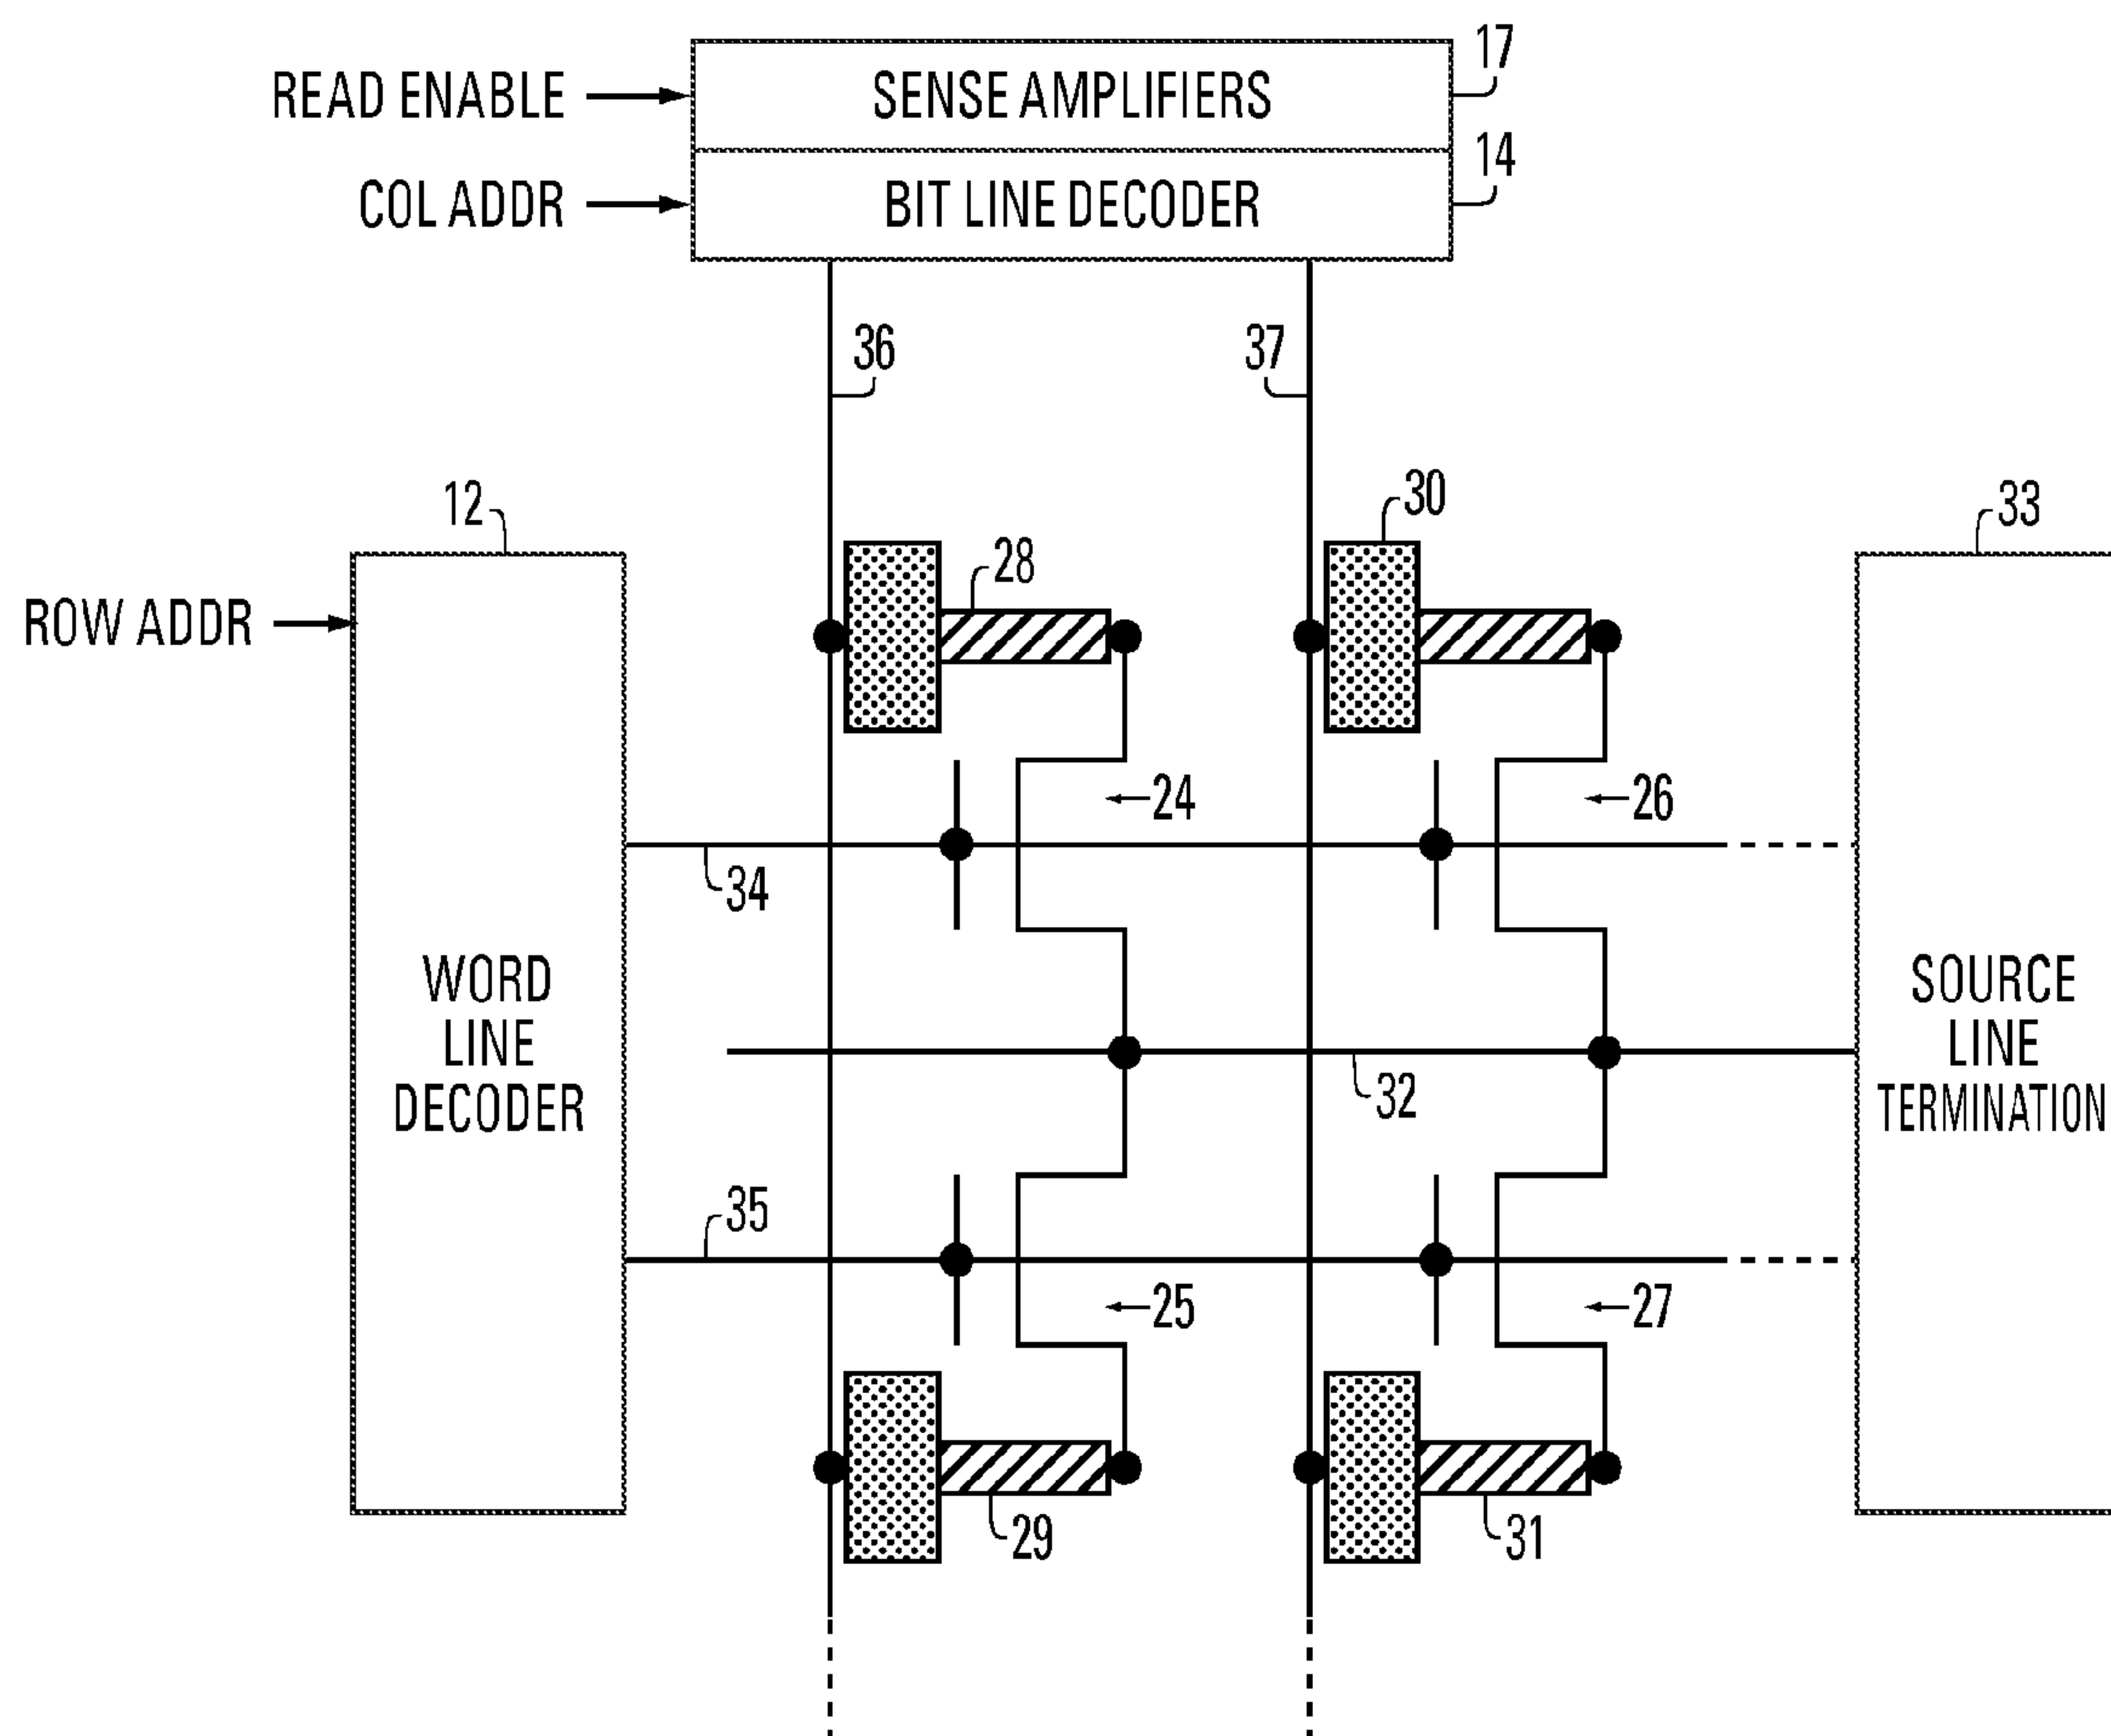 17
READ ENABLE
SENSE AMPLIFIERS
14
COL ADDR
BIT LINE DECODER
36
37
12
30
33
28
ROW ADDR
24
26
34
WORD
LINE
DECODER
SOURCE
LINE
TERMINATION
32
35
25
27
29
31